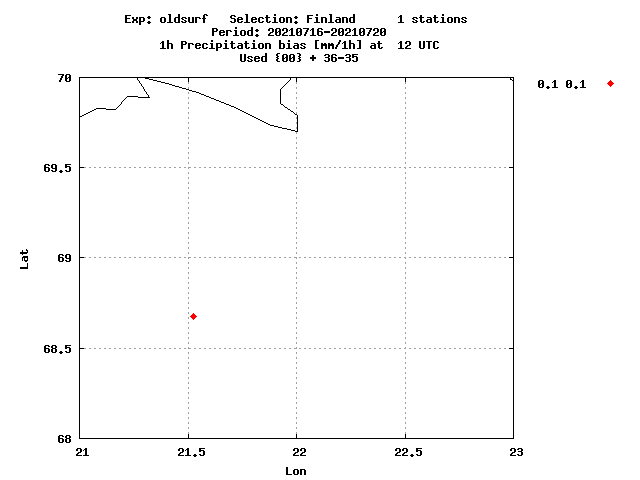 Exp: oldsurf   Selection: Finland      1 stations
Period: 20210716-20210720
1h Precipitation bias [mm/1h] at  12 UTC
Used {00} + 36-35
70
0.1 0.1
69.5
69
Lat
68.5
68
21 21.5 22 22.5 23
Lon